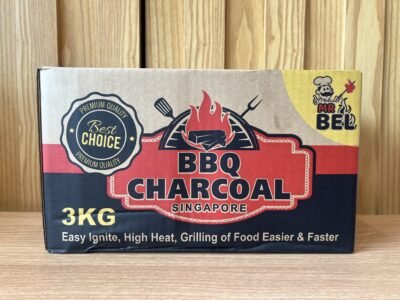 PREMIUM QUALITY
Best
CHOICE
PREMIUM QUALITY
MR
BEL
BBQ
CHARCOAL
SINGAPORE
3KG
Easy Ignite, High Heat, Grilling of Food Easier & Faster